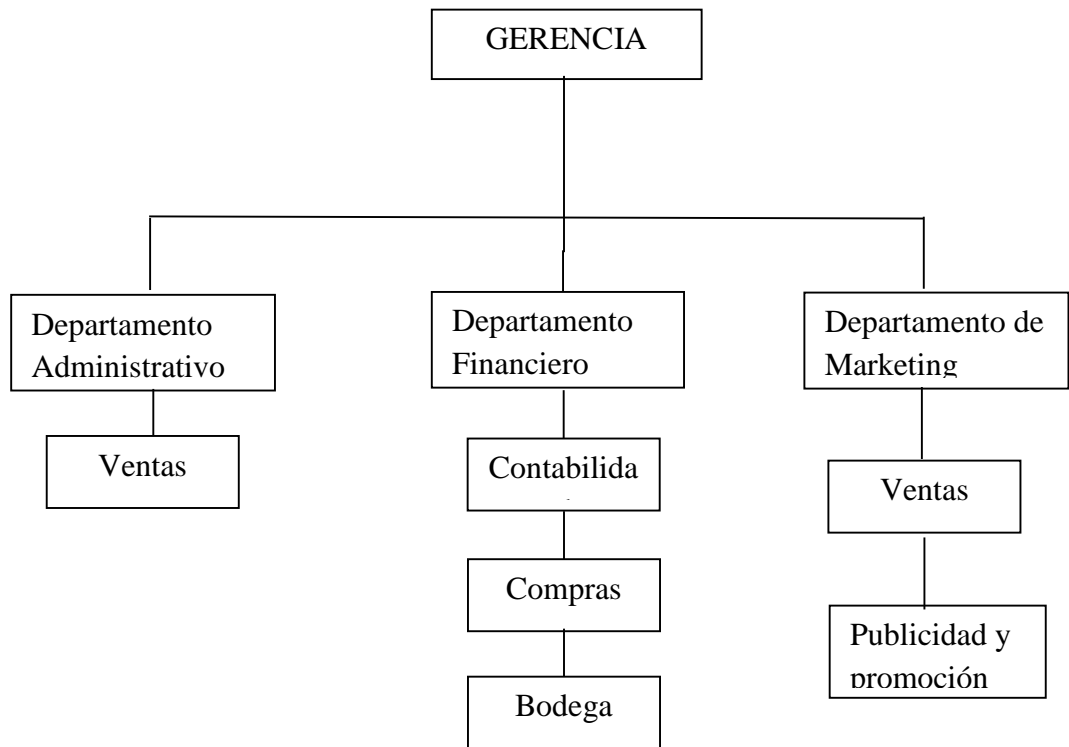 GERENCIA
Departamento
Administrativo
Departamento
Financiero
Departamento de
Marketing
Ventas
Contabilida
Ventas
Compras
Publicidad y
promoción
Bodega